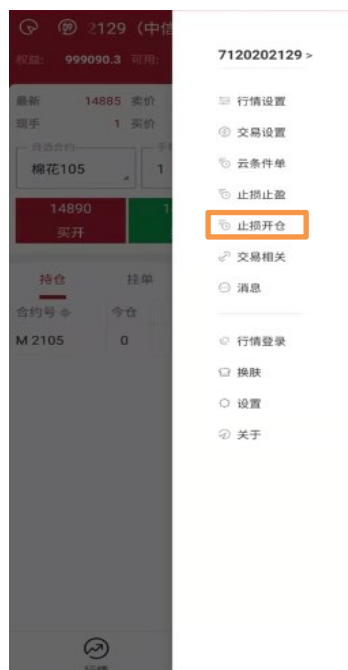 2129（中信
权益: 999090.3 可用:
最新 14885 卖价
现手 1 买价
自选合约
棉花105 1
14890 1
买开
持仓 挂单
合约号 今仓
M 2105 0
7120202129 >
行情设置
交易设置
云条件单
止损止盈
止损开仓
交易相关
消息
行情登录
换肤
设置
关于